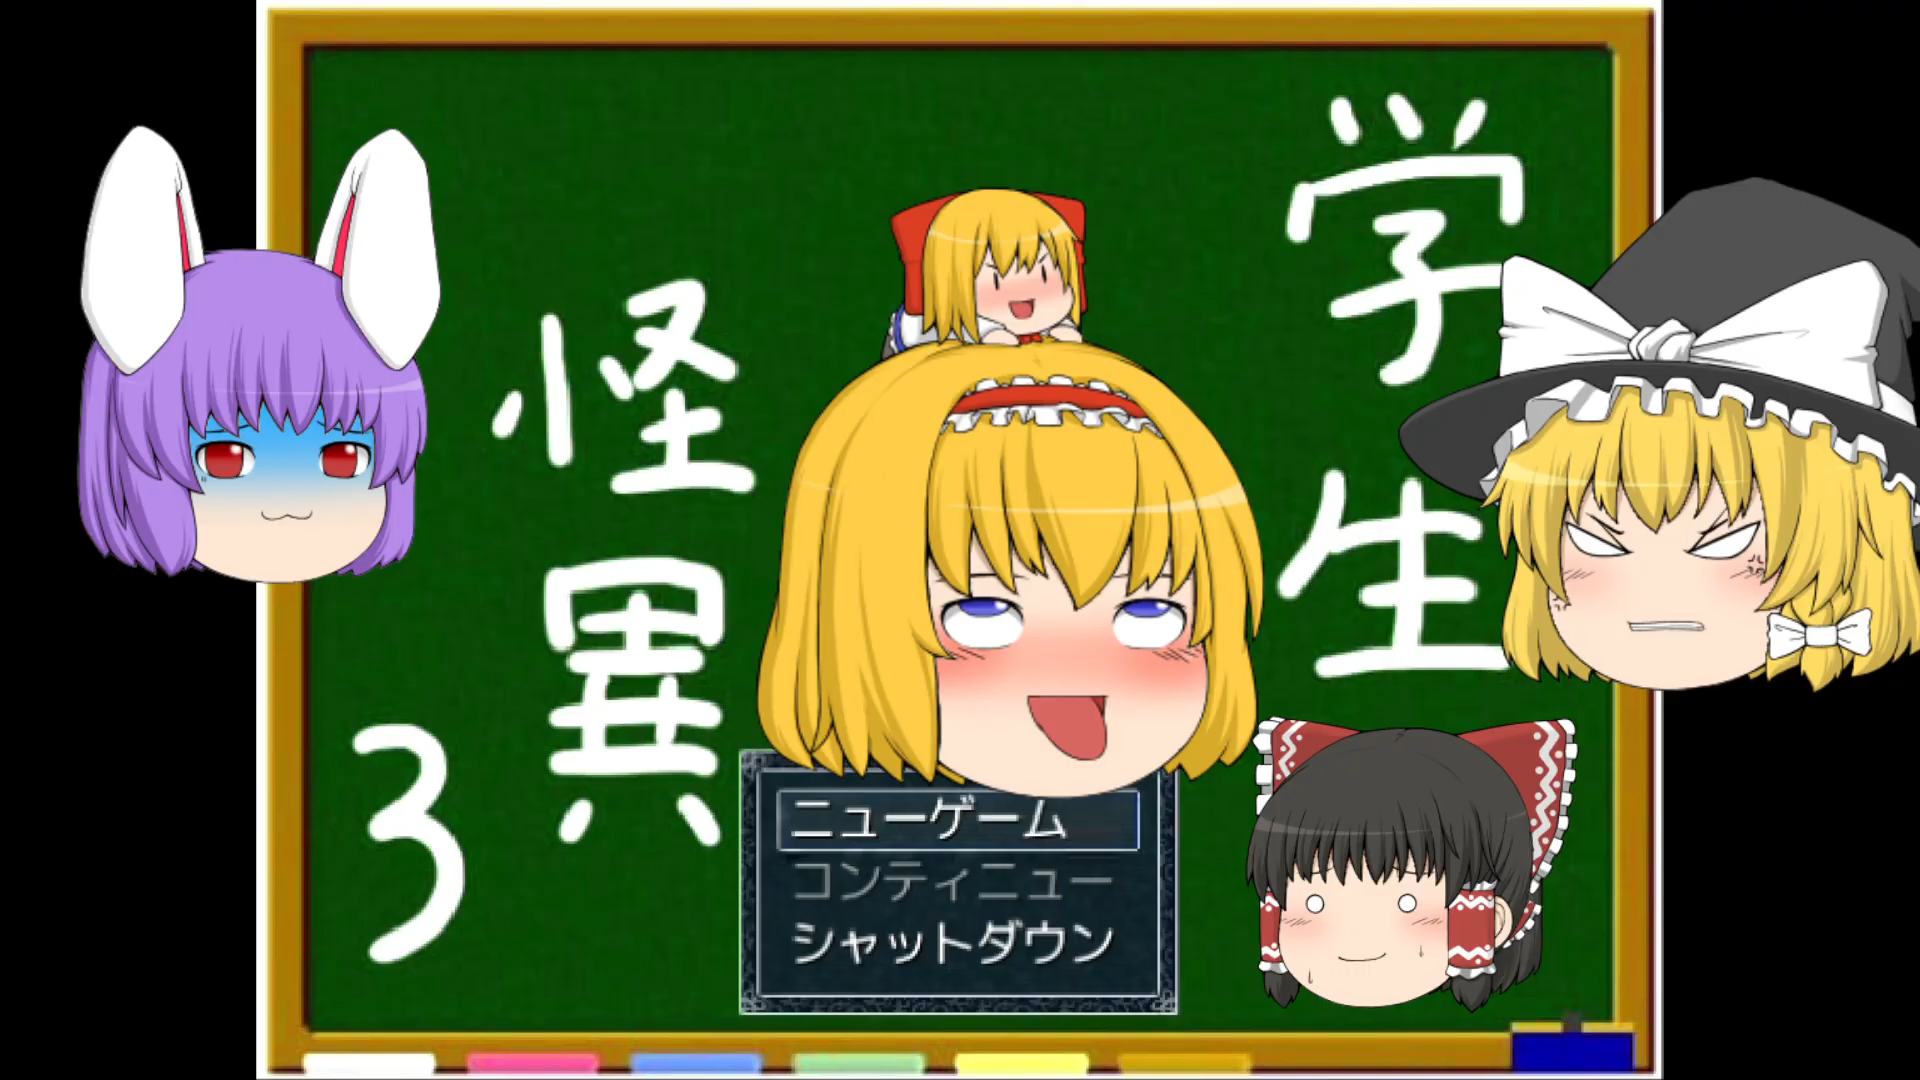 学生
怪異
3
ニューゲーム
コンティニュー
シャットダウン